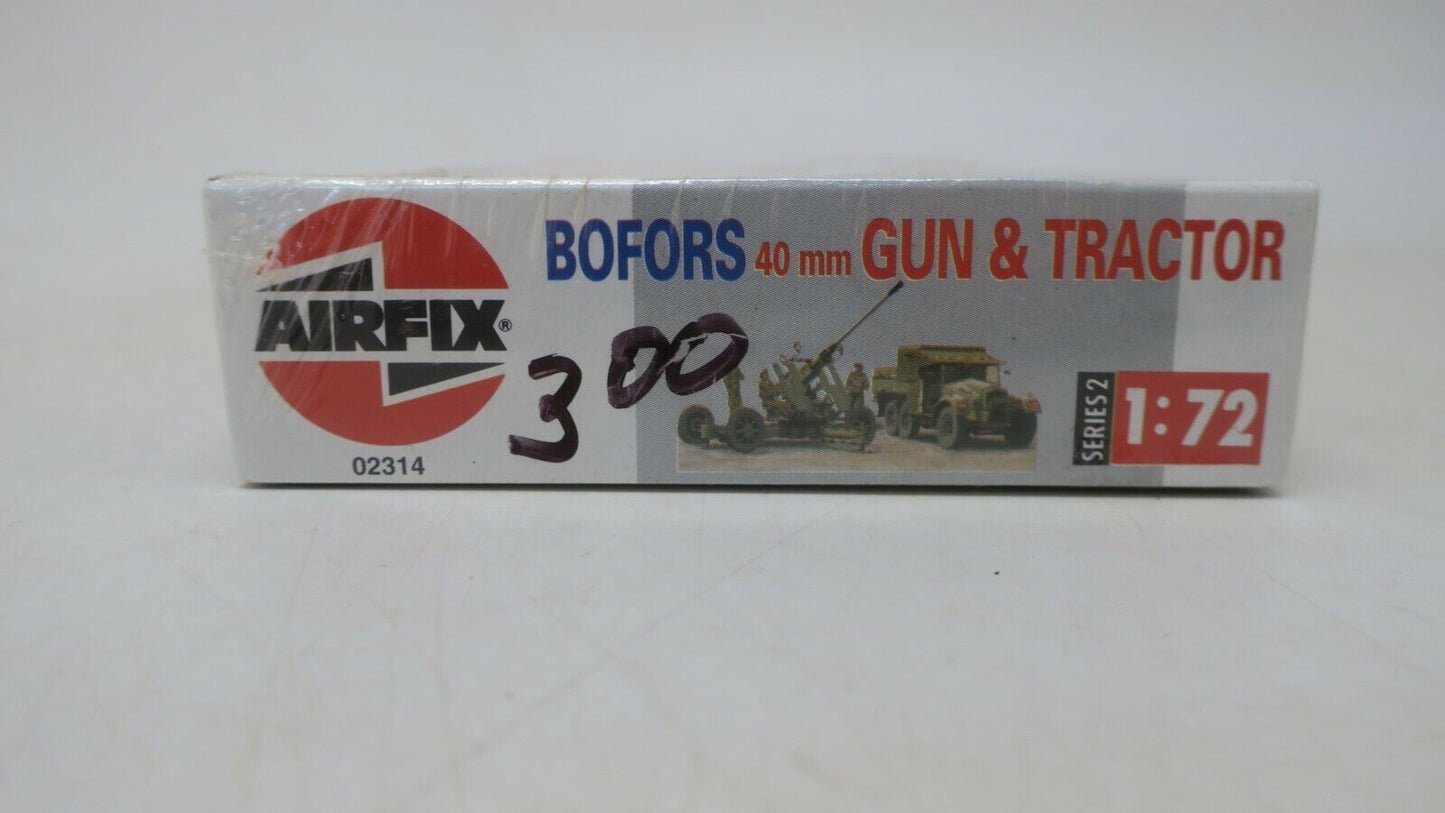 BOFORS 40 mm GUN & TRACTOR
AIRFIX®
3 00
SERIES 2
1:72
02314